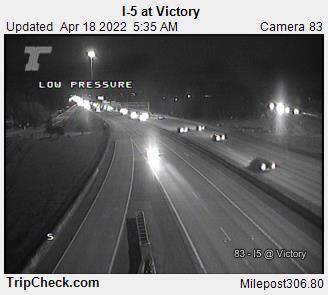 I-5 at Victory
Updated Apr 18 2022 5:35 AM Camera 83
T
LOW PRESSURE
S
83 - I5 @ Victory
TripCheck.com Milepost306.80